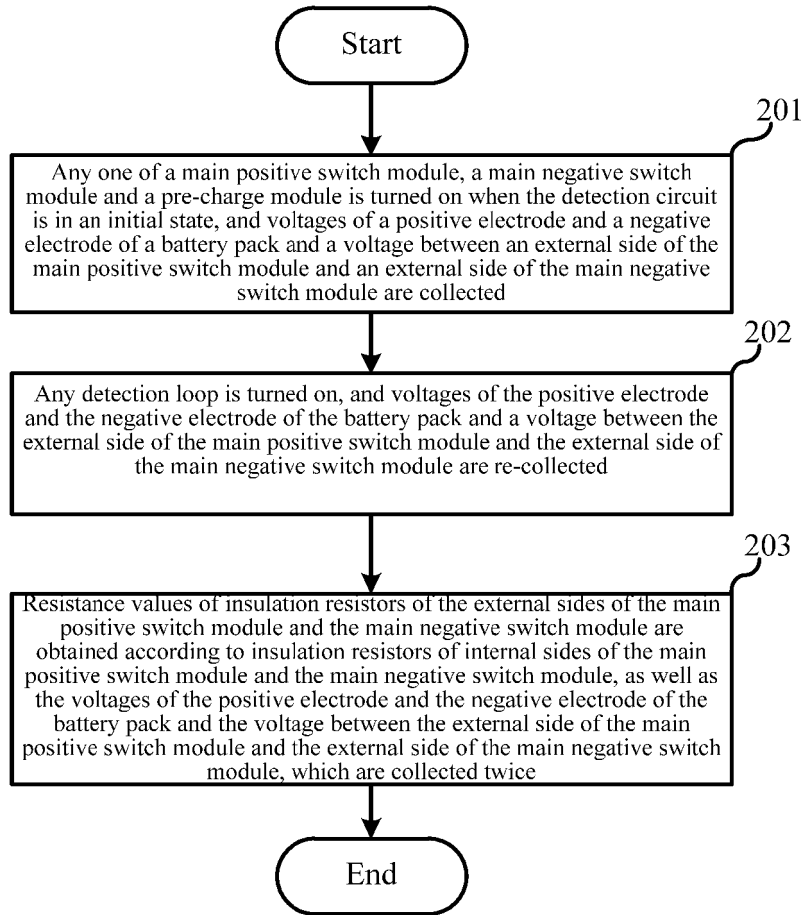 Start
201
Any one of a main positive switch module, a main negative switch
module and a pre-charge module is turned on when the detection circuit
is in an initial state, and voltages of a positive electrode and a negative
electrode of a battery pack and a voltage between an external side of the
main positive switch module and an external side of the main negative
switch module are collected
202
Any detection loop is turned on, and voltages of the positive electrode
and the negative electrode of the battery pack and a voltage between the
external side of the main positive switch module and the external side of
the main negative switch module are re-collected
203
Resistance values of insulation resistors of the external sides of the main
positive switch module and the main negative switch module are
obtained according to insulation resistors of internal sides of the main
positive switch module and the main negative switch module, as well as
the voltages of the positive electrode and the negative electrode of the
battery pack and the voltage between the external side of the main
positive switch module and the external side of the main negative switch
module, which are collected twice
End